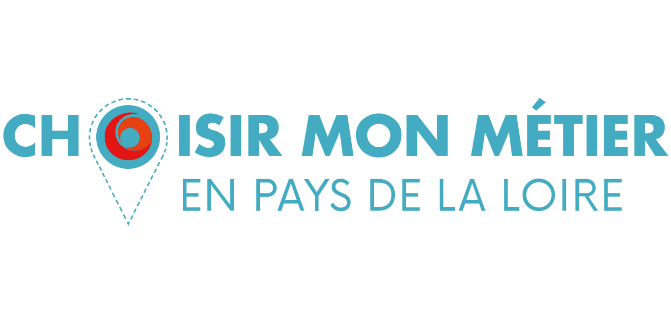 CHOISIR MON MÉTIER
EN PAYS DE LA LOIRE